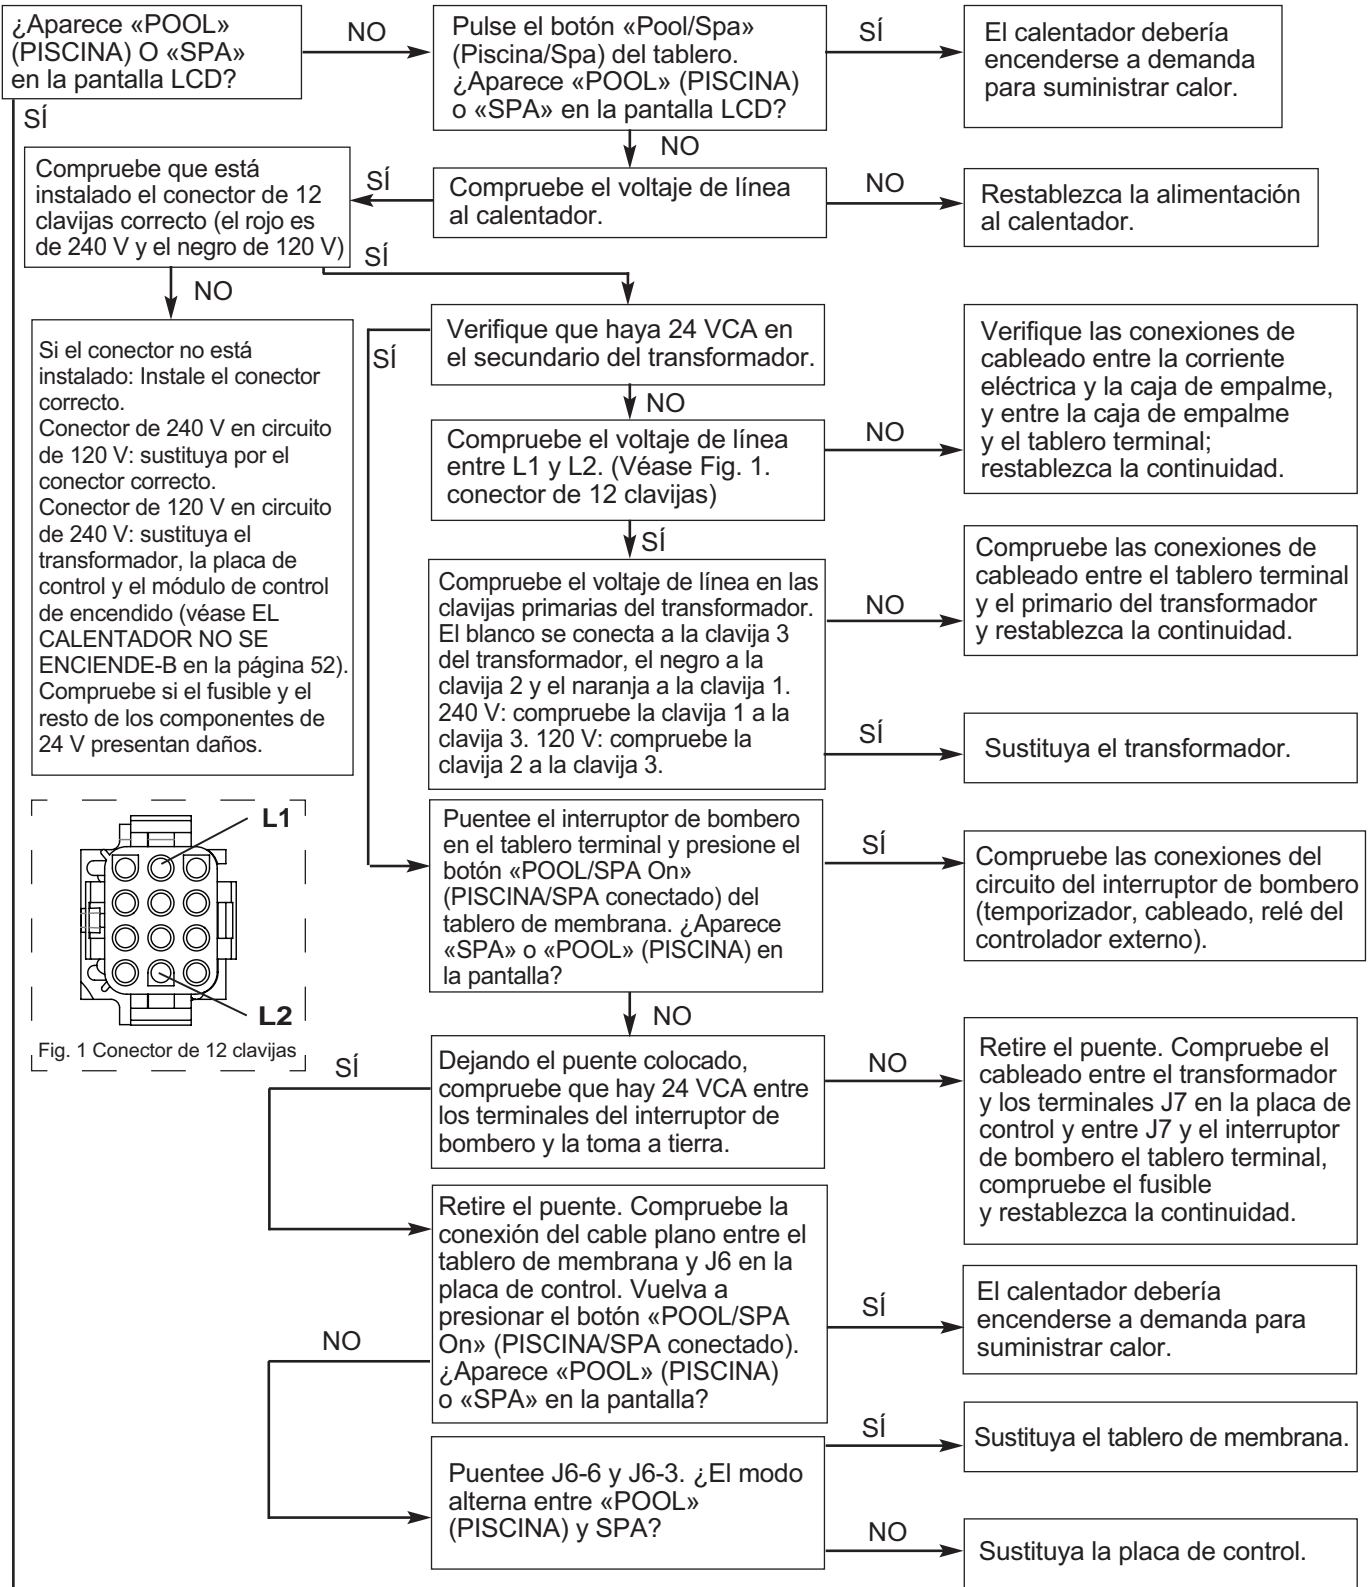 ¿Aparece «POOL»
(PISCINA) O «SPA»
en la pantalla LCD?
NO
Pulse el botón «Pool/Spa»
(Piscina/Spa) del tablero.
¿Aparece «POOL» (PISCINA)
o «SPA» en la pantalla LCD?
SÍ
El calentador debería
encenderse a demanda
para suministrar calor.
SÍ
NO
Compruebe que está
instalado el conector de 12
clavijas correcto (el rojo es
de 240 V y el negro de 120 V)
SÍ
Compruebe el voltaje de línea
al calentador.
NO
Restablezca la alimentación
al calentador.
SÍ
NO
Si el conector no está
instalado: Instale el conector
correcto.
Conector de 240 V en circuito
de 120 V: sustituya por el
conector correcto.
Conector de 120 V en circuito
de 240 V: sustituya el
transformador, la placa de
control y el módulo de control
de encendido (véase EL
CALENTADOR NO SE
ENCIENDE-B en la página 52).
Compruebe si el fusible y el
resto de los componentes de
24 V presentan daños.
SÍ
Verifique que haya 24 VCA en
el secundario del transformador.
NO
Compruebe el voltaje de línea
entre L1 y L2. (Véase Fig. 1.
conector de 12 clavijas)
NO
Verifique las conexiones de
cableado entre la corriente
eléctrica y la caja de empalme,
y entre la caja de empalme
y el tablero terminal;
restablezca la continuidad.
SÍ
Compruebe el voltaje de línea en las
clavijas primarias del transformador.
El blanco se conecta a la clavija 3
del transformador, el negro a la
clavija 2 y el naranja a la clavija 1.
240 V: compruebe la clavija 1 a la
clavija 3. 120 V: compruebe la
clavija 2 a la clavija 3.
NO
Compruebe las conexiones de
cableado entre el tablero terminal
y el primario del transformador
y restablezca la continuidad.
SÍ
Sustituya el transformador.
L1
L2
Fig. 1 Conector de 12 clavijas
Puentee el interruptor de bombero
en el tablero terminal y presione el
botón «POOL/SPA On»
(PISCINA/SPA conectado) del
tablero de membrana. ¿Aparece
«SPA» o «POOL» (PISCINA) en
la pantalla?
SÍ
Compruebe las conexiones del
circuito del interruptor de bombero
(temporizador, cableado, relé del
controlador externo).
NO
SÍ
Dejando el puente colocado,
compruebe que hay 24 VCA entre
los terminales del interruptor de
bombero y la toma a tierra.
NO
Retire el puente. Compruebe el
cableado entre el transformador
y los terminales J7 en la placa de
control y entre J7 y el interruptor
de bombero el tablero terminal,
compruebe el fusible
y restablezca la continuidad.
Retire el puente. Compruebe la
conexión del cable plano entre el
tablero de membrana y J6 en la
placa de control. Vuelva a
presionar el botón «POOL/SPA
On» (PISCINA/SPA conectado).
¿Aparece «POOL» (PISCINA)
o «SPA» en la pantalla?
SÍ
El calentador debería
encenderse a demanda para
suministrar calor.
NO
Puentee J6-6 y J6-3. ¿El modo
alterna entre «POOL»
(PISCINA) y SPA?
SÍ
Sustituya el tablero de membrana.
NO
Sustituya la placa de control.